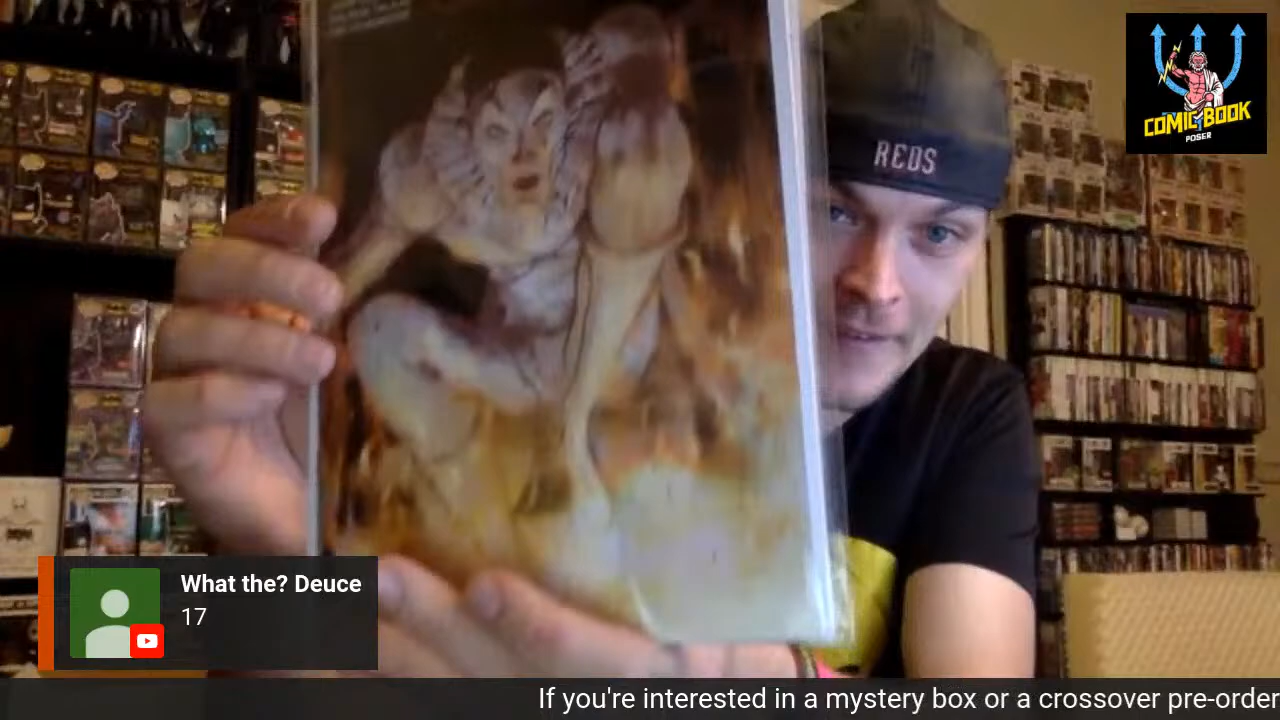 REDS
COMIC BOOK
POSER
What the? Deuce
17
If you're interested in a mystery box or a crossover pre-order